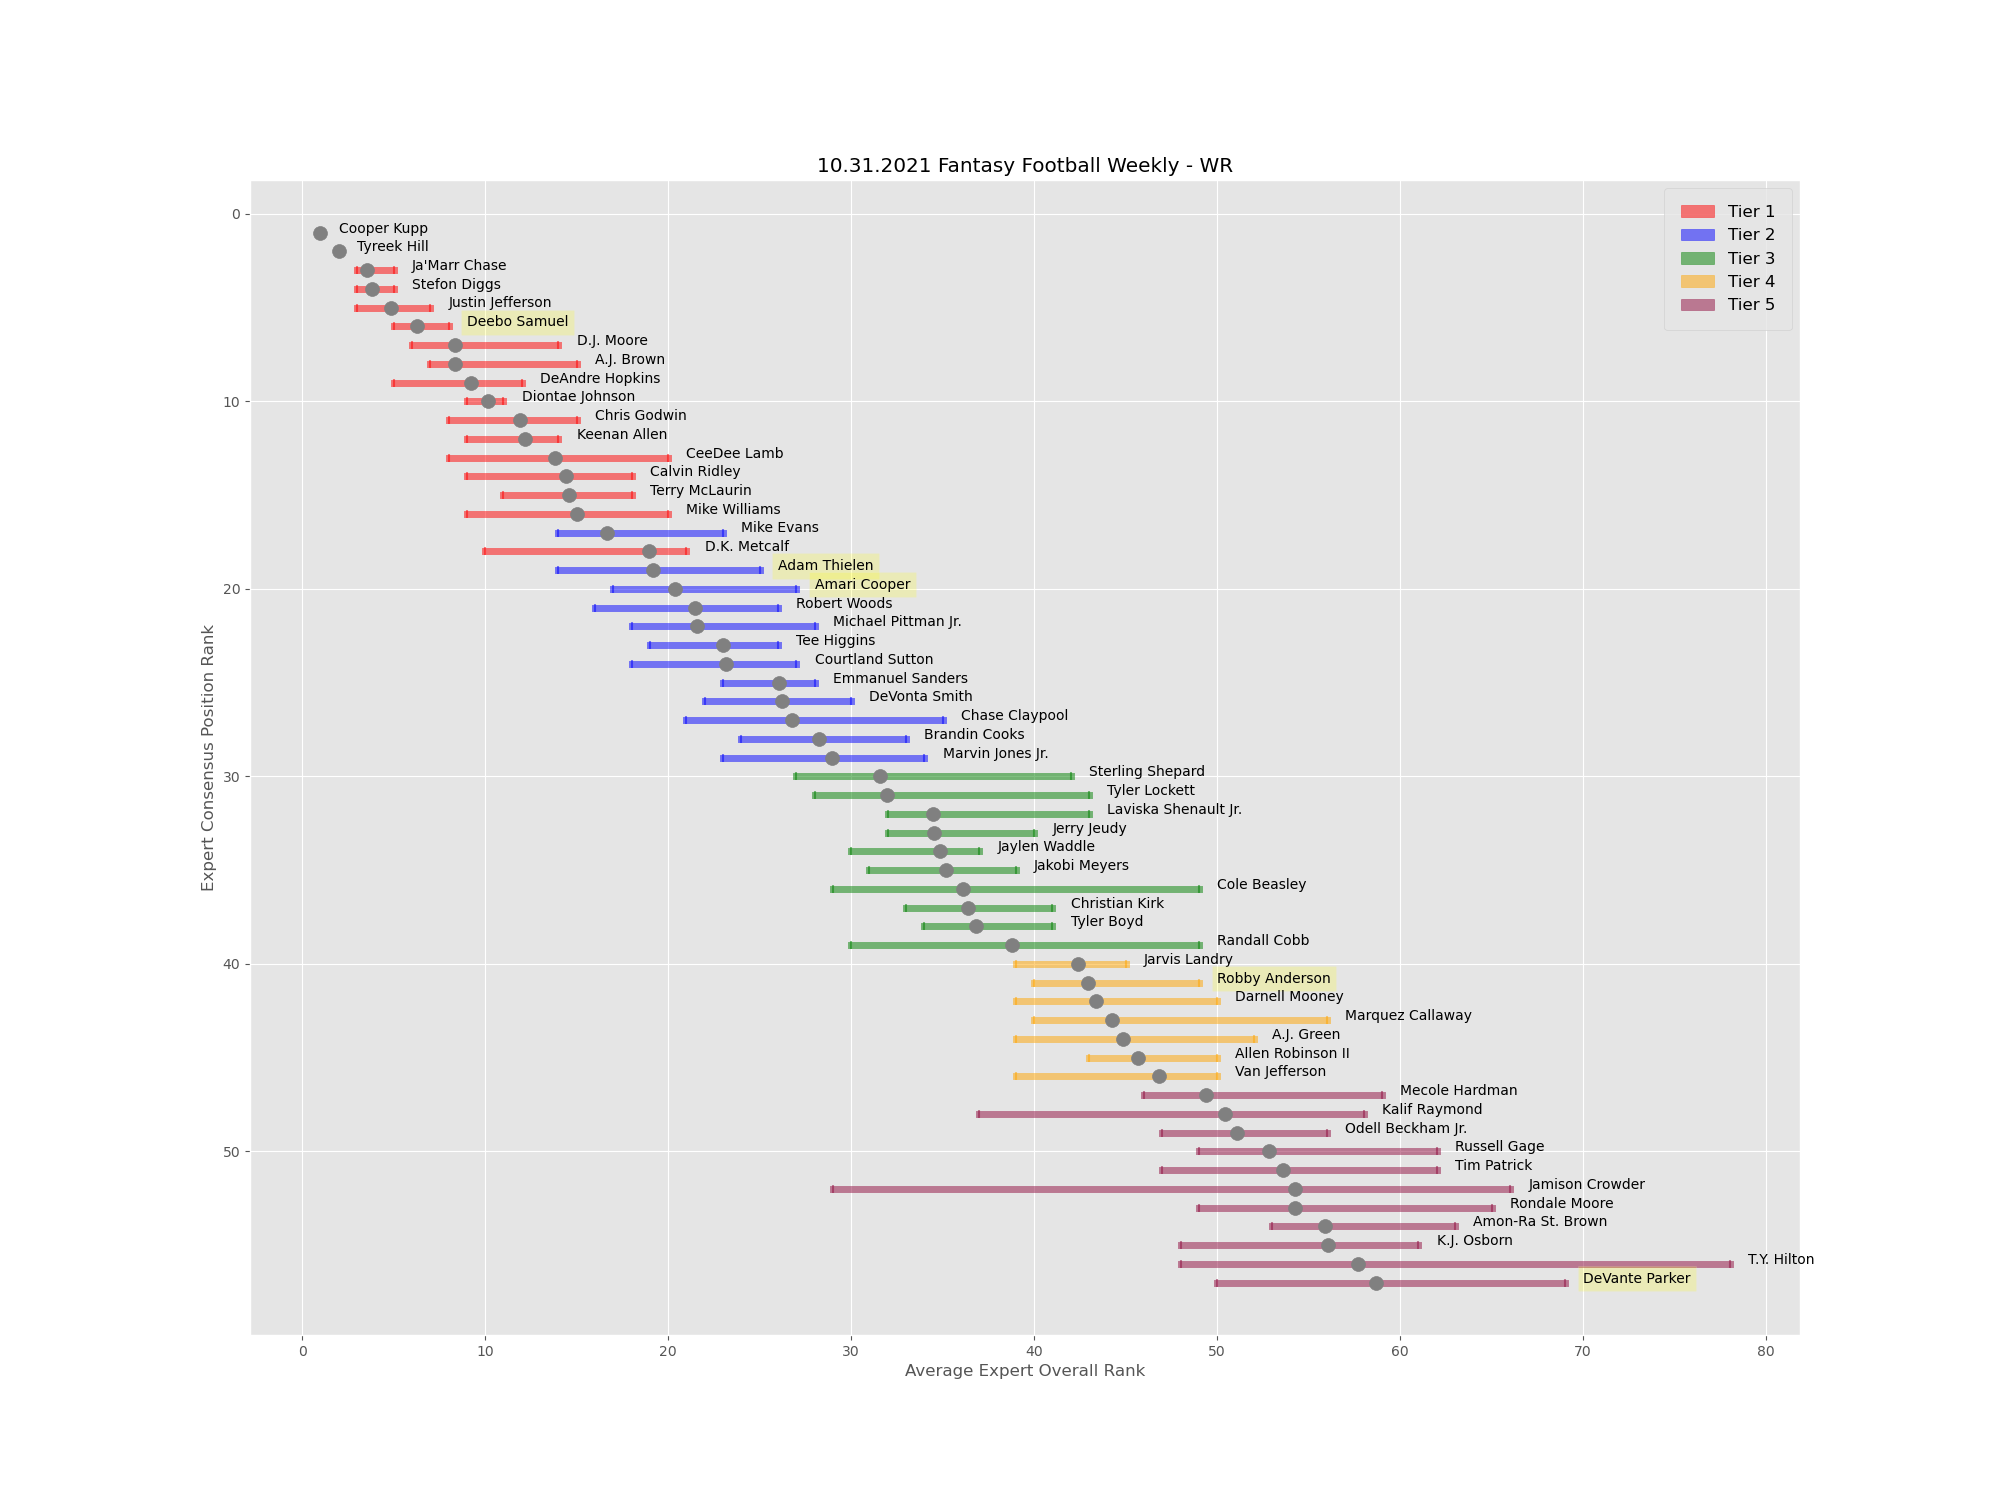 10.31.2021 Fantasy Football Weekly - WR
Tier 1
Tier 2
Tier 3
Tier 4
Tier 5
Expert Consensus Position Rank
0
10
20
30
40
50
Cooper Kupp
Tyreek Hill
Ja'Marr Chase
Stefon Diggs
Justin Jefferson
Deebo Samuel
D.J. Moore
A.J. Brown
DeAndre Hopkins
Diontae Johnson
Chris Godwin
Keenan Allen
CeeDee Lamb
Calvin Ridley
Terry McLaurin
Mike Williams
Mike Evans
D.K. Metcalf
Adam Thielen
Amari Cooper
Robert Woods
Michael Pittman Jr.
Tee Higgins
Courtland Sutton
Emmanuel Sanders
DeVonta Smith
Chase Claypool
Brandin Cooks
Marvin Jones Jr.
Sterling Shepard
Tyler Lockett
Laviska Shenault Jr.
Jerry Jeudy
Jaylen Waddle
Jakobi Meyers
Cole Beasley
Christian Kirk
Tyler Boyd
Randall Cobb
Jarvis Landry
Robby Anderson
Darnell Mooney
Marquez Callaway
A.J. Green
Allen Robinson II
Van Jefferson
Mecole Hardman
Kalif Raymond
Odell Beckham Jr.
Russell Gage
Tim Patrick
Jamison Crowder
Rondale Moore
Amon-Ra St. Brown
K.J. Osborn
T.Y. Hilton
DeVante Parker
0 10 20 30 40 50 60 70 80
Average Expert Overall Rank